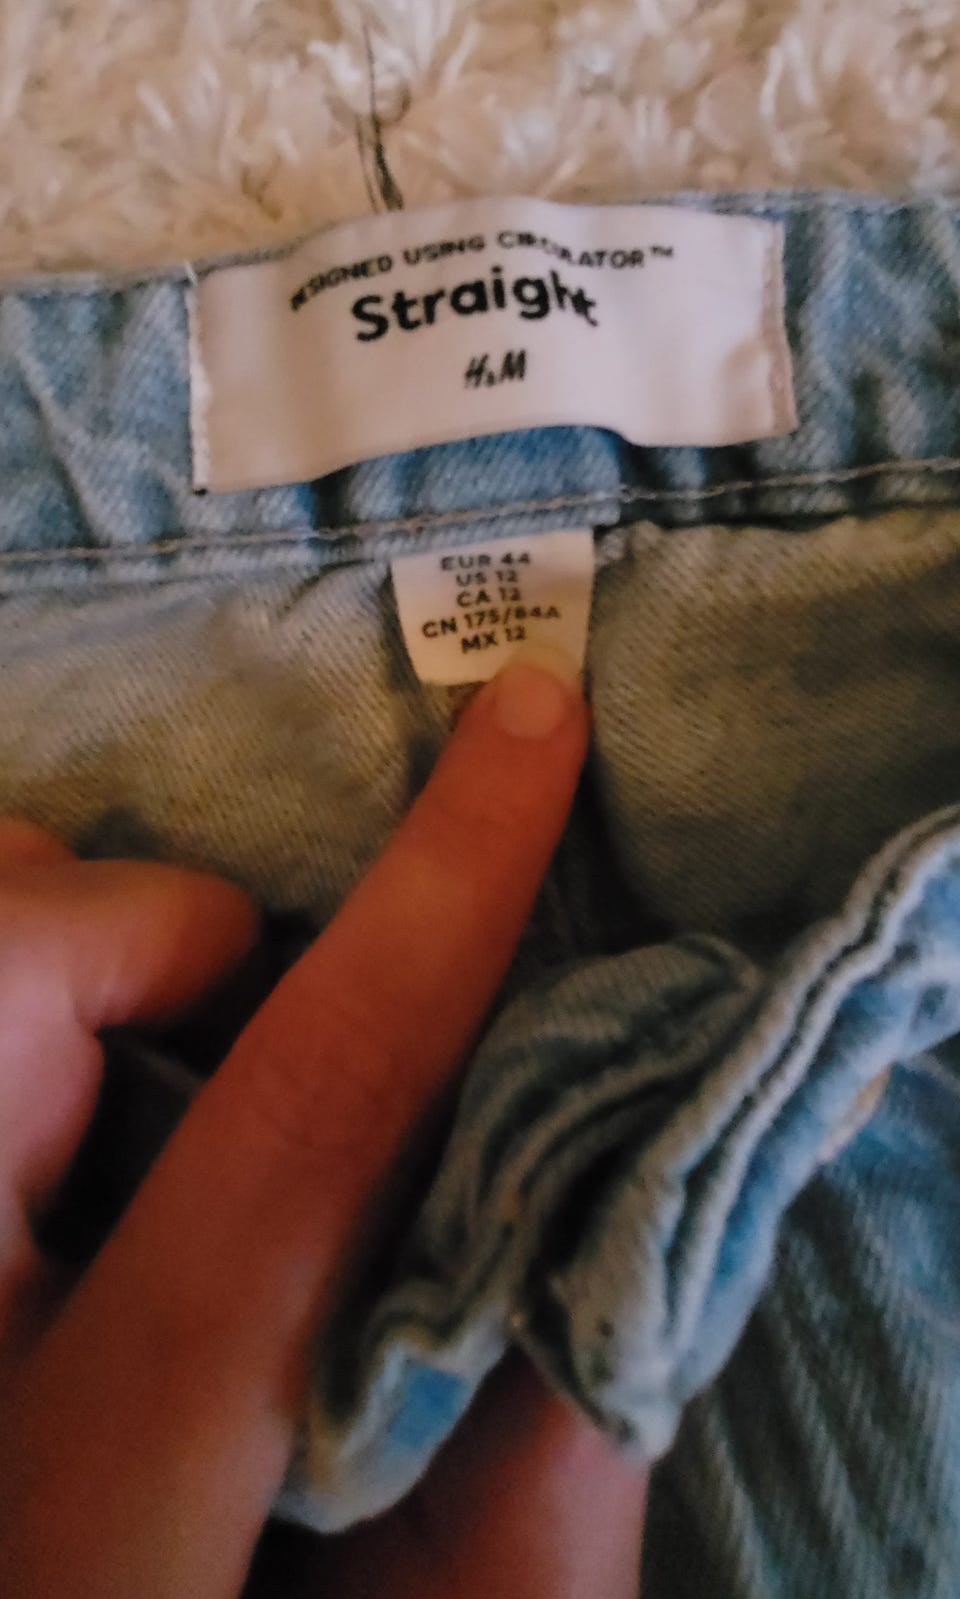 DESIGNED USING CIRCULATOR™
Straight
H&M
EUR 44
US 12
CA 12
CN 175/84A
MX 12